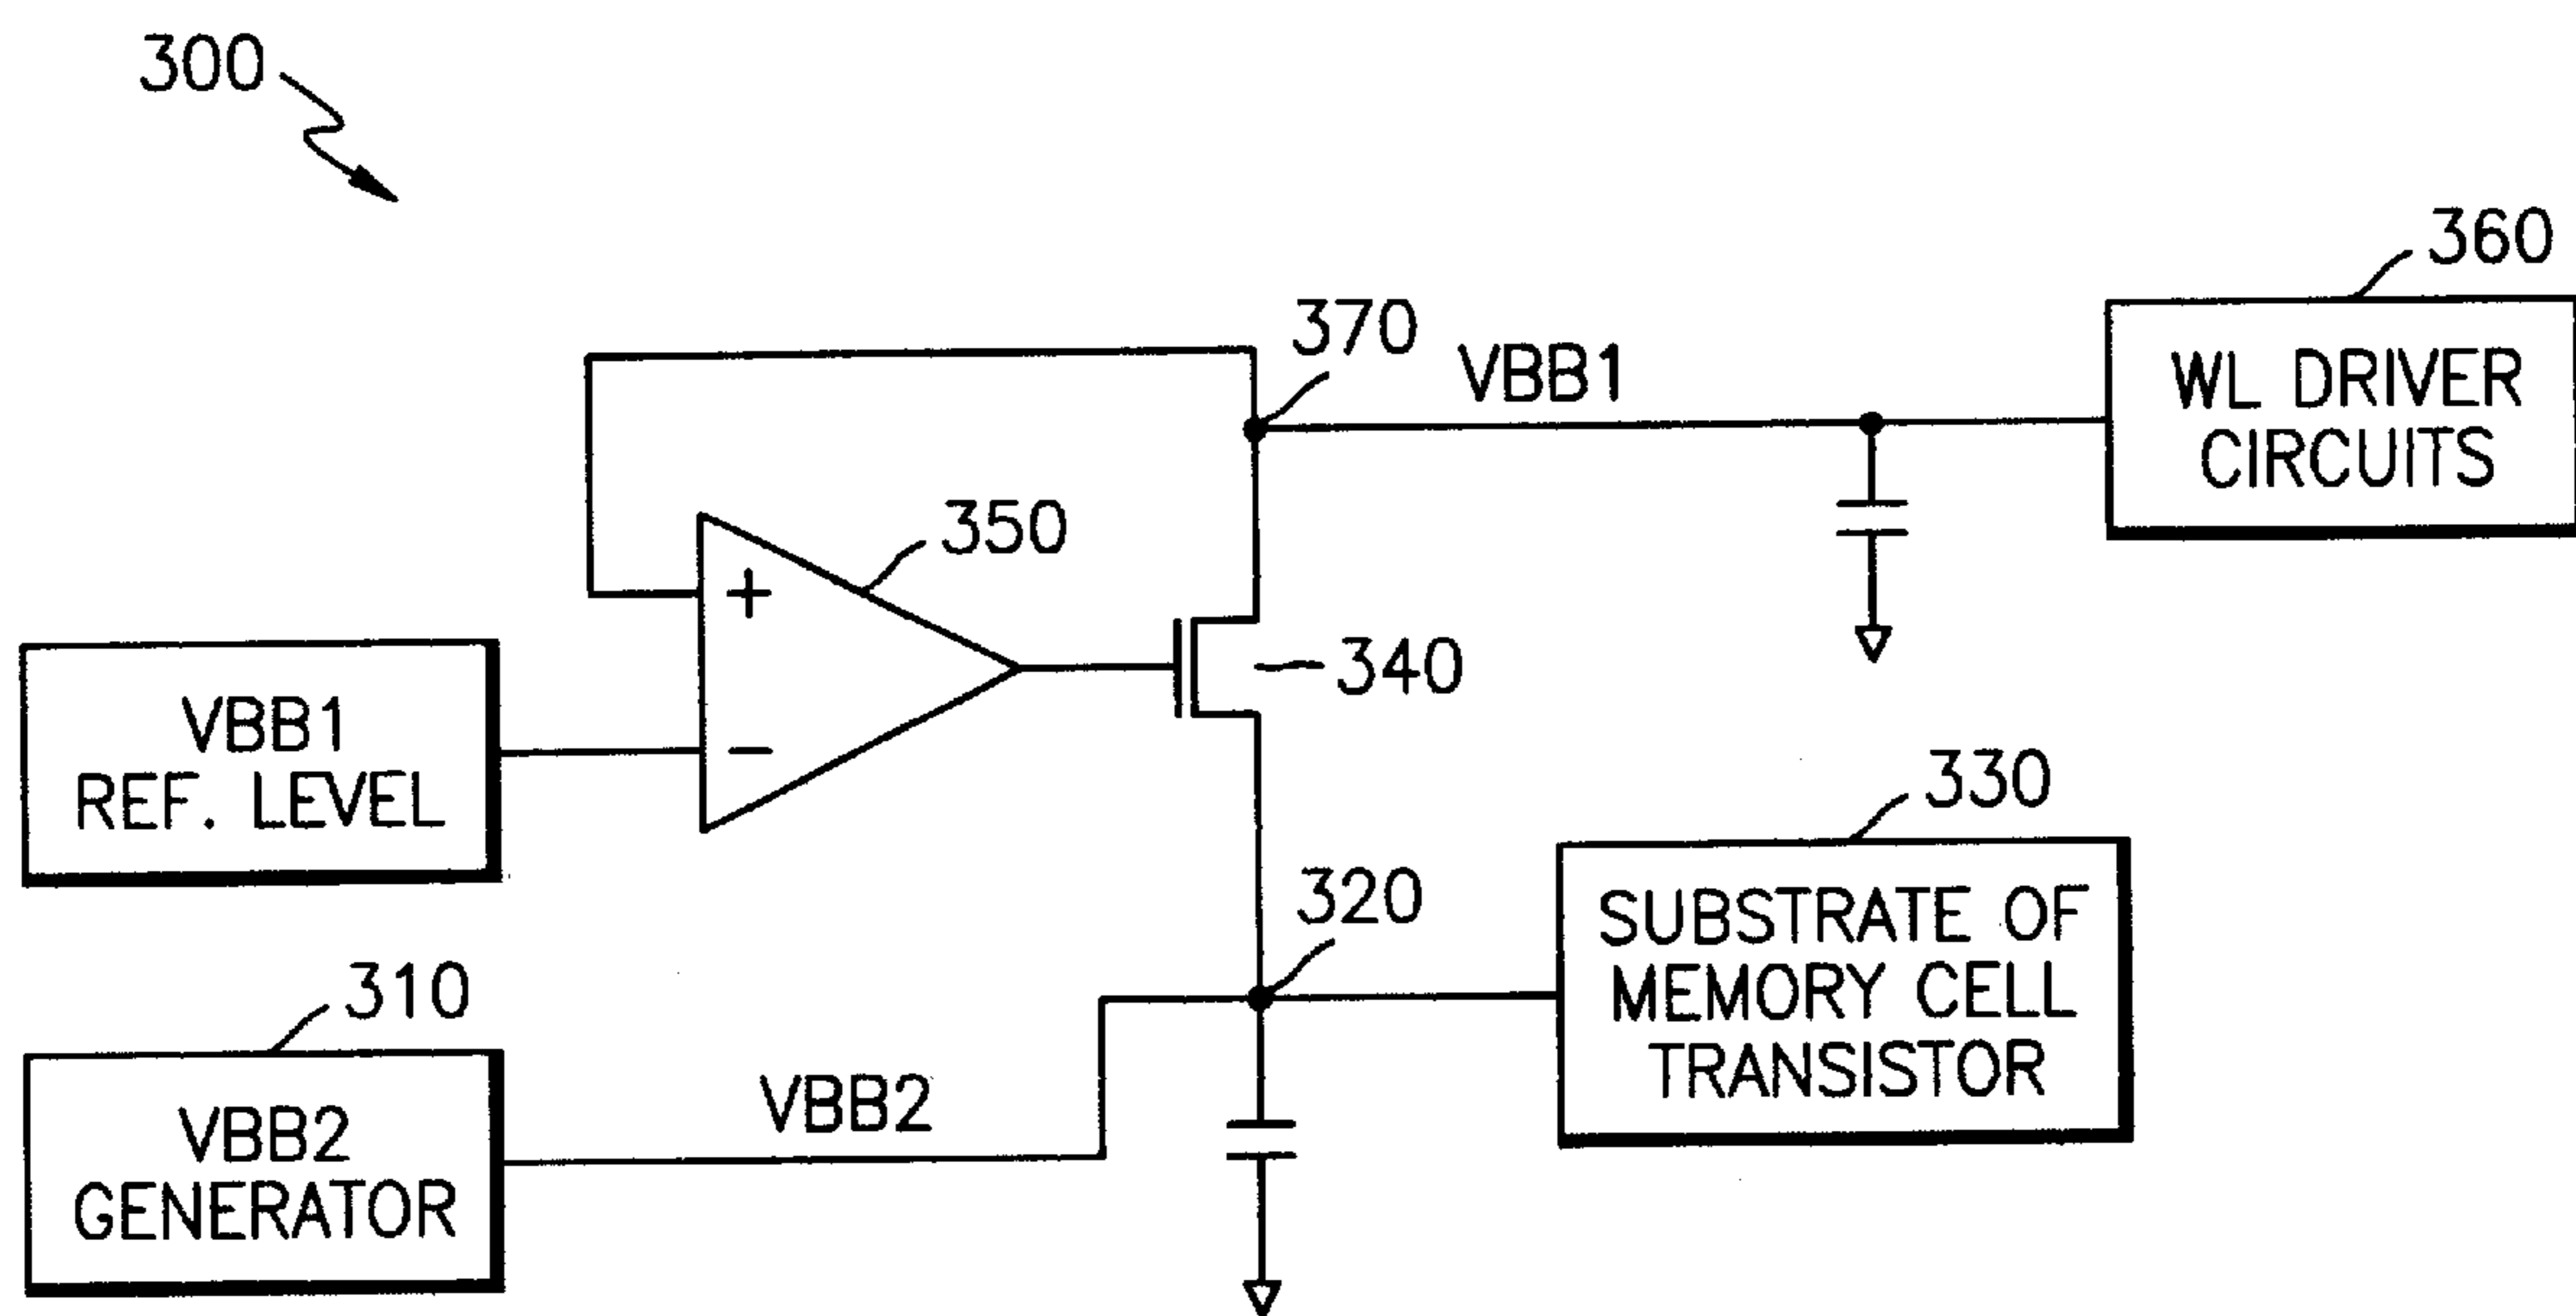 300
360
370
VBB1
WL DRIVER
CIRCUITS
350
+
340
VBB1
REF. LEVEL
−
330
320
SUBSTRATE OF
MEMORY CELL
TRANSISTOR
310
VBB2
VBB2
GENERATOR